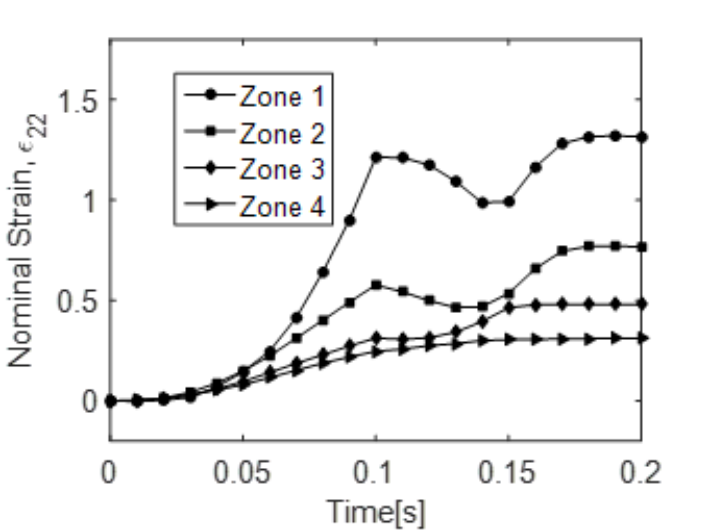 Nominal Strain, ϵ22
1.5
1
0.5
0
Zone 1
Zone 2
Zone 3
Zone 4
0 0.05 0.1 0.15 0.2
Time[s]